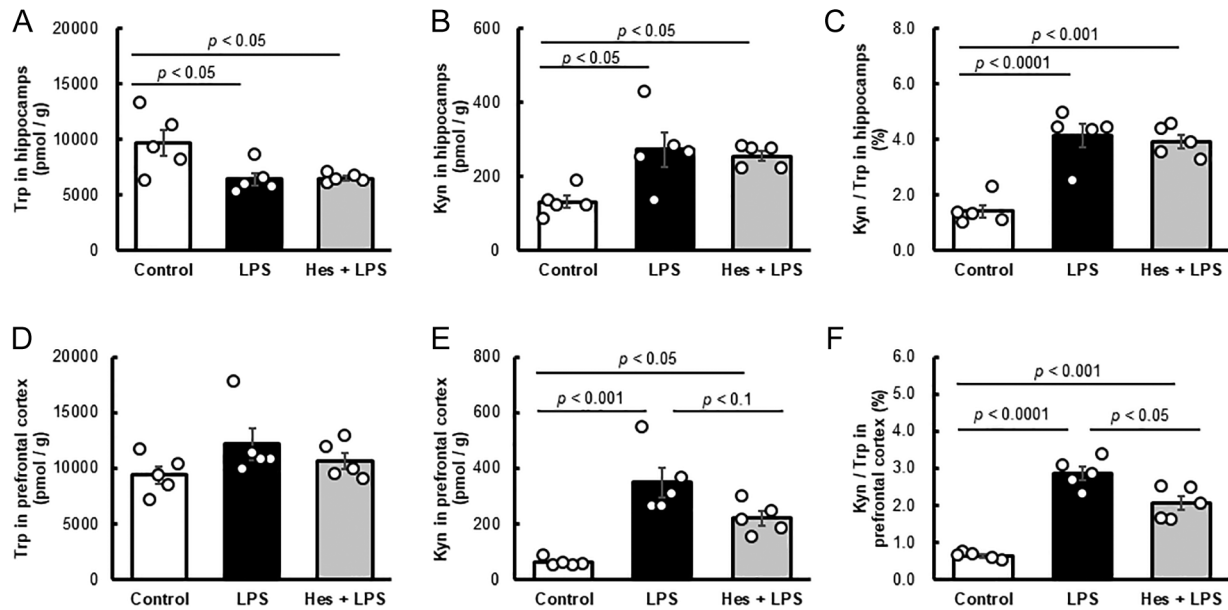 A
Trp in hippocamps
(pmol / g)
20000
15000
10000
5000
0
p < 0.05
p < 0.05
Control
LPS
Hes + LPS
B
Kyn in hippocamps
(pmol / g)
600
400
200
0
p < 0.05
p < 0.05
Control
LPS
Hes + LPS
C
Kyn / Trp in hippocamps
(%)
8.0
6.0
4.0
2.0
0.0
p < 0.001
p < 0.0001
Control
LPS
Hes + LPS
D
Trp in prefrontal cortex
(pmol / g)
20000
15000
10000
5000
0
Control
LPS
Hes + LPS
E
Kyn in prefrontal cortex
(pmol / g)
800
600
400
200
0
p < 0.05
p < 0.001
p < 0.1
Control
LPS
Hes + LPS
F
Kyn / Trp in
prefrontal cortex (%)
6.0
5.0
4.0
3.0
2.0
1.0
0.0
p < 0.001
p < 0.0001
p < 0.05
Control
LPS
Hes + LPS